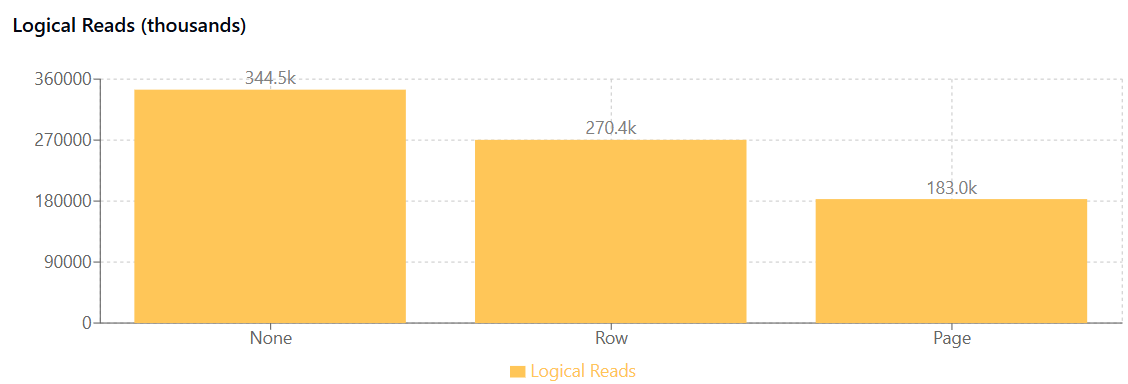 Logical Reads (thousands)
360000
344.5k
270.4k
270000
183.0k
180000
90000
0
None Row Page
Logical Reads